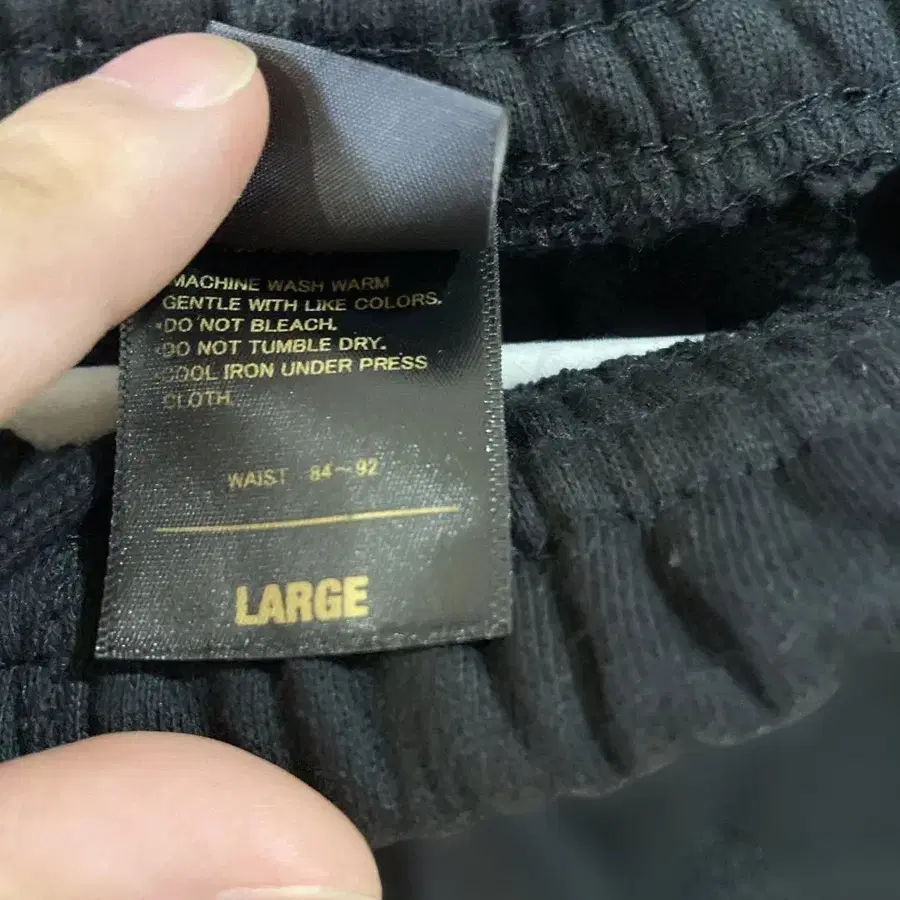 MACHINE WASH WARM
GENTLE WITH LIKE COLORS.
DO NOT BLEACH.
DO NOT TUMBLE DRY.
COOL IRON UNDER PRESS
CLOTH
WAIST 84~92
LARGE